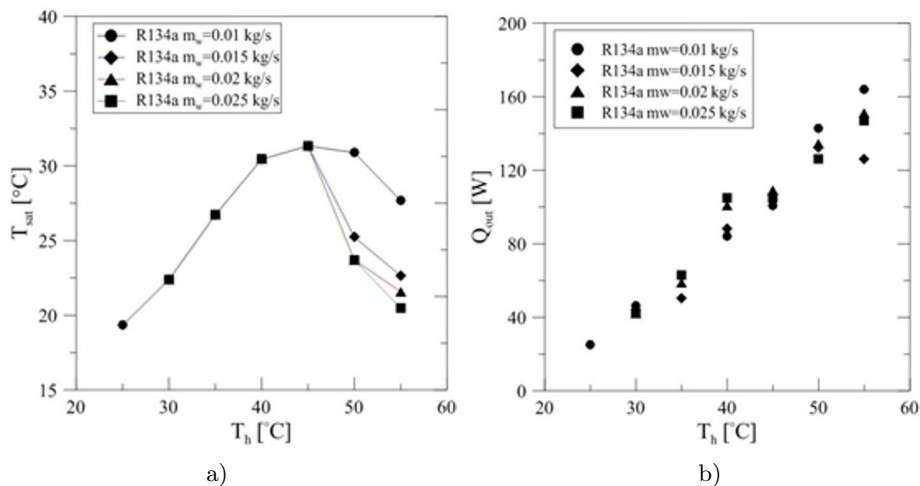 40
35
30
25
20
15
T_sat [°C]
R134a m_w=0.01 kg/s
R134a m_w=0.015 kg/s
R134a m_w=0.02 kg/s
R134a m_w=0.025 kg/s
20 30 40 50 60
T_h [°C]
a)
200
160
120
80
40
0
Q_out [W]
R134a mw=0.01 kg/s
R134a mw=0.015 kg/s
R134a mw=0.02 kg/s
R134a mw=0.025 kg/s
20 30 40 50 60
T_h [°C]
b)